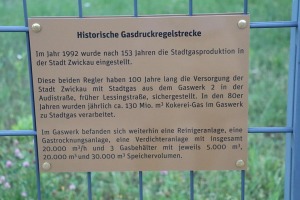 Historische Gasdruckregelstrecke
Im Jahr 1992 wurde nach 153 Jahren die Stadtgasproduktion in
der Stadt Zwickau eingestellt.
Diese beiden Regler haben 100 Jahre lang die Versorgung der
Stadt Zwickau mit Stadtgas aus dem Gaswerk 2 in der
Audistraße, früher Lessingstraße, sichergestellt. In den 80er
Jahren wurden jährlich ca. 130 Mio. m³ Kokerei-Gas im Gaswerk
zu Stadtgas verarbeitet.
Im Gaswerk befanden sich weiterhin eine Reinigeranlage, eine
Gastrocknungsanlage, eine Verdichteranlage mit insgesamt
20.000 m³/h und 3 Gasbehälter mit jeweils 5.000 m³,
20.000 m³ und 30.000 m³ Speichervolumen.